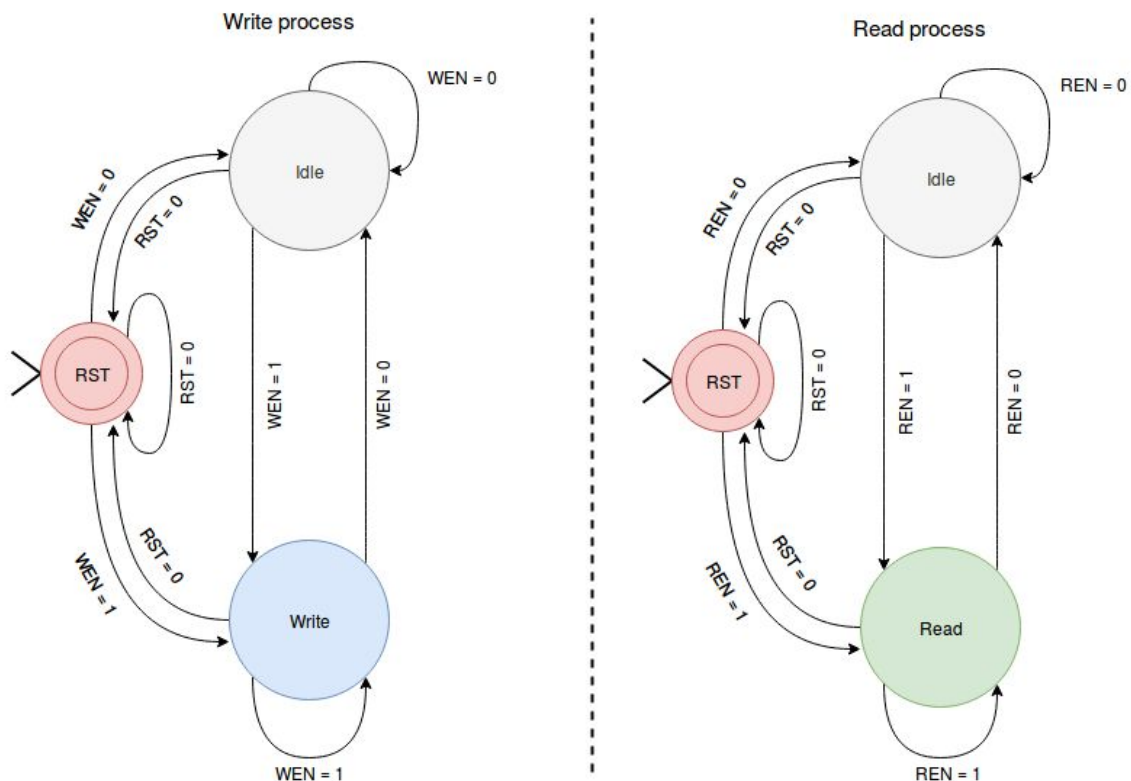 Write process
WEN = 0
Idle
WEN = 0
RST = 0
RST
RST = 0
WEN = 1
WEN = 0
RST = 0
WEN = 1
Write
WEN = 1
Read process
REN = 0
Idle
REN = 0
RST = 0
RST
RST = 0
REN = 1
REN = 0
RST = 0
REN = 1
Read
REN = 1